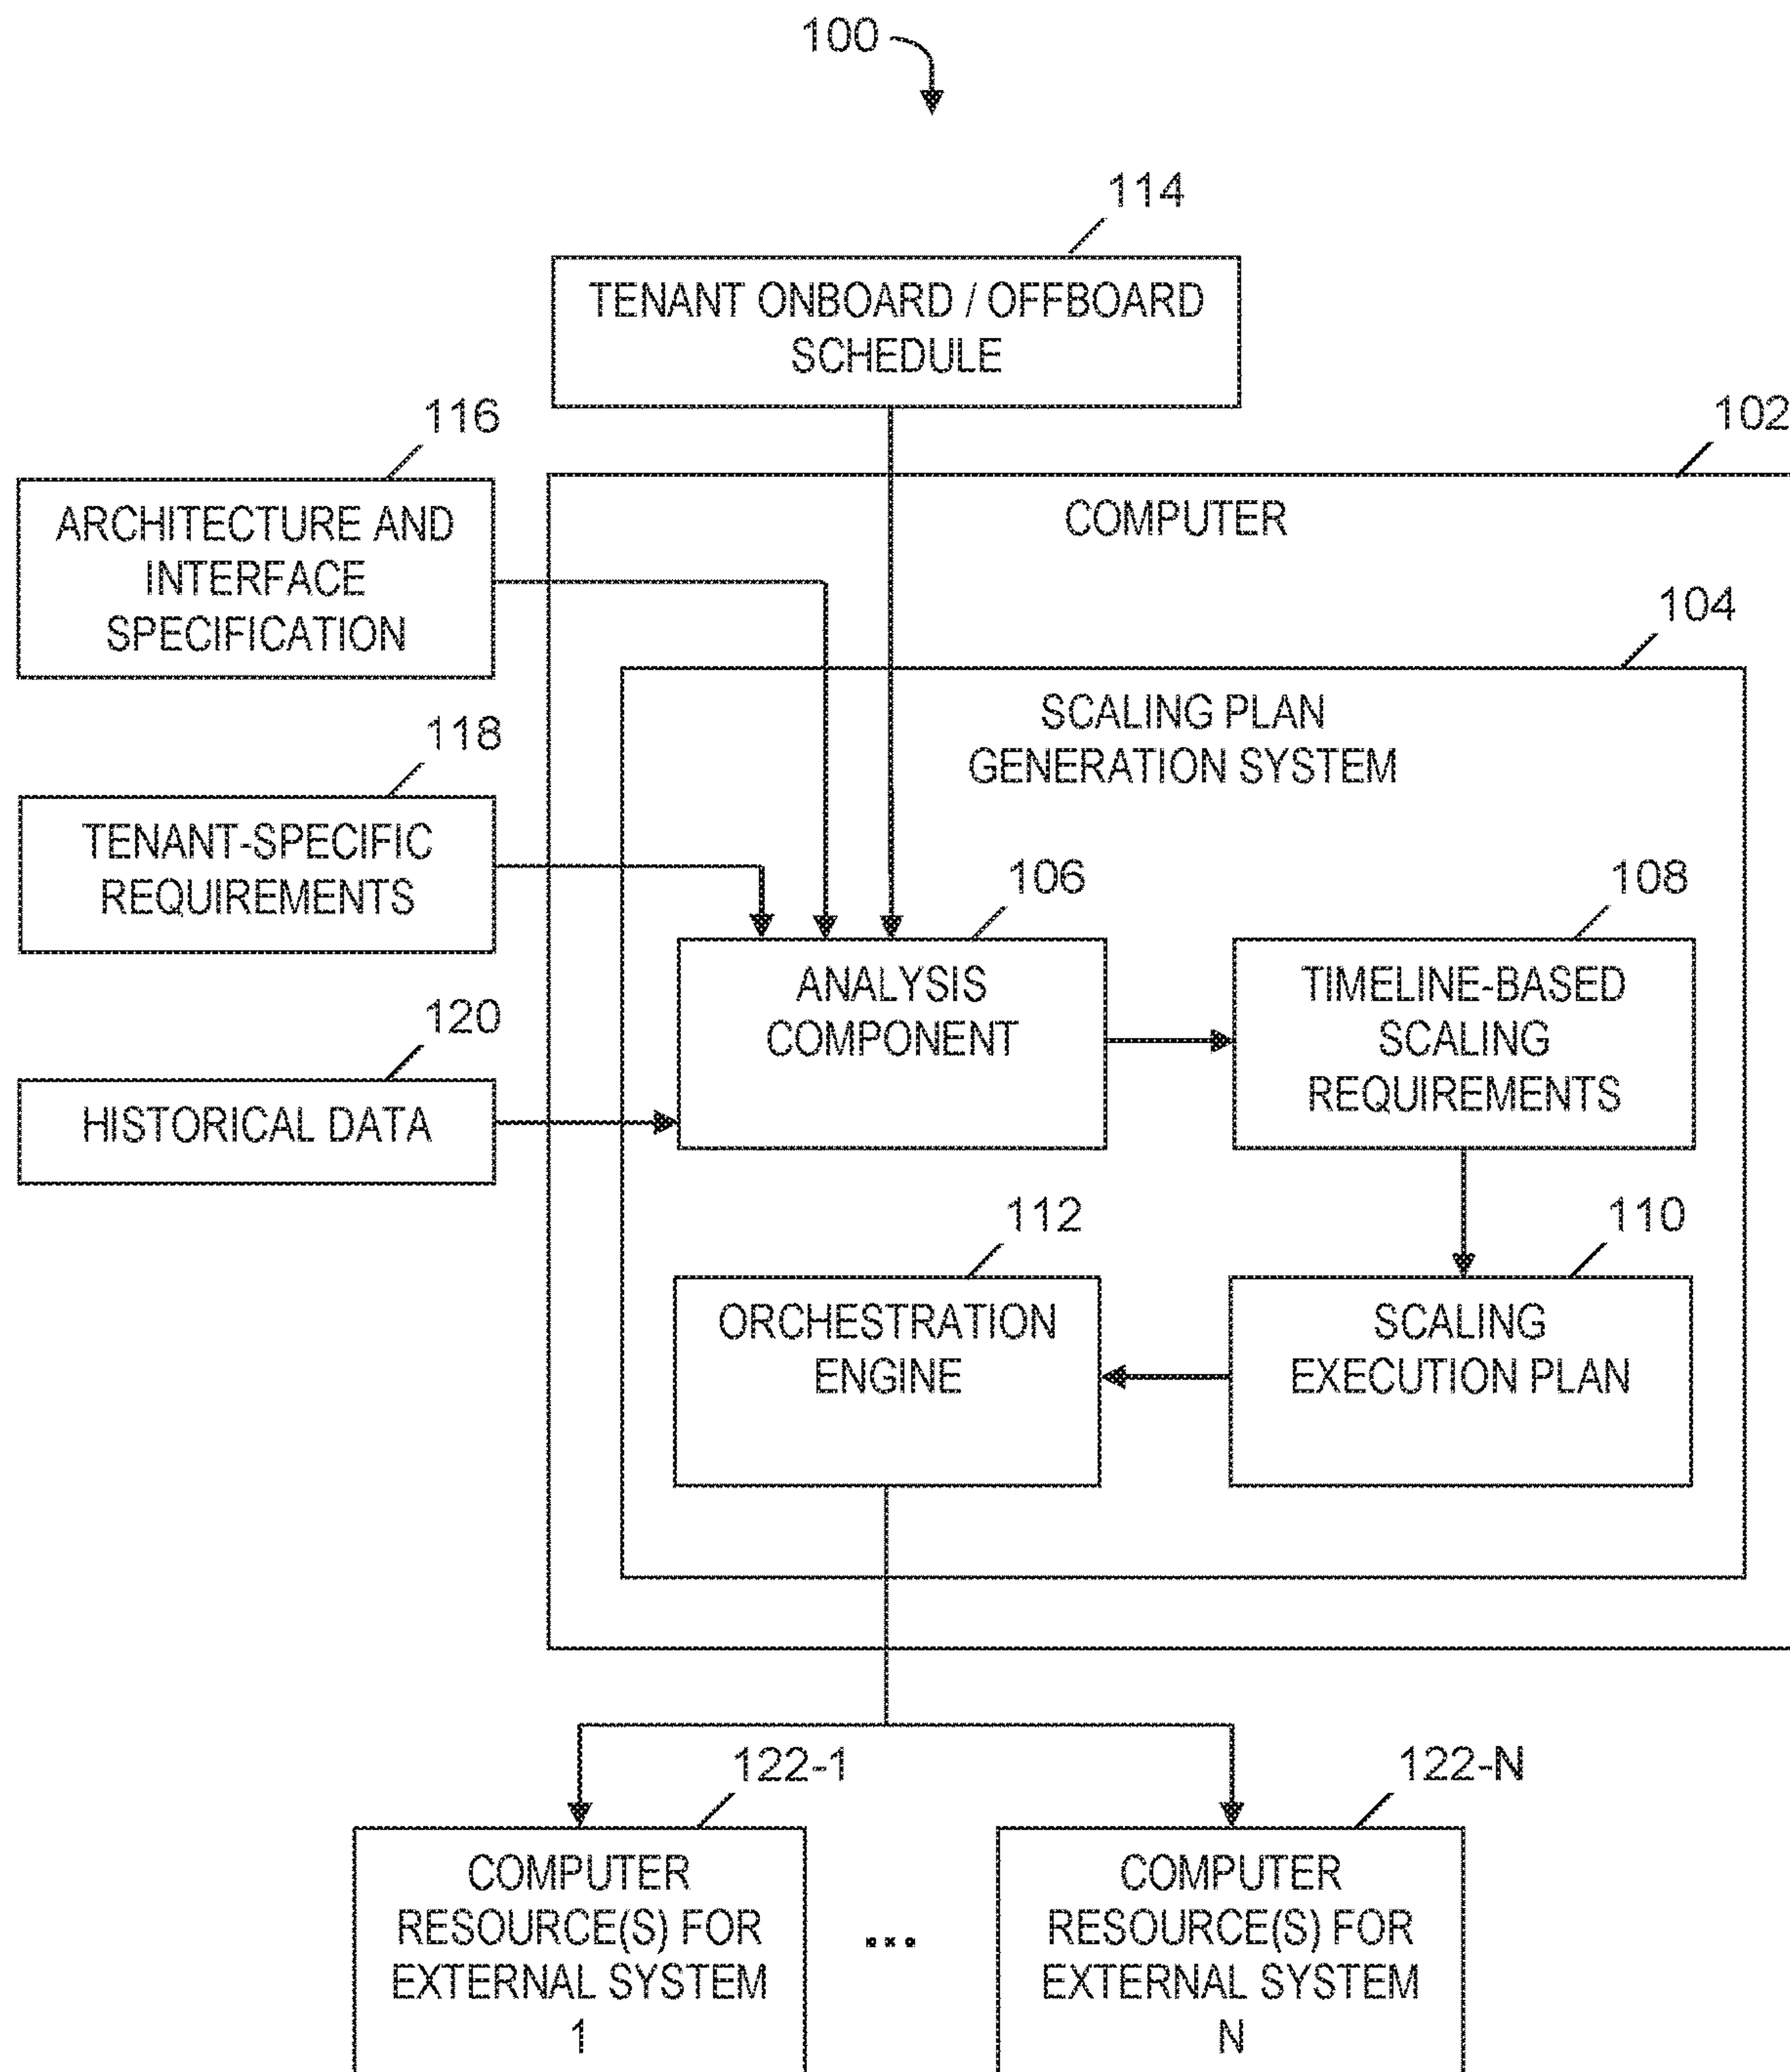 100
114
TENANT ONBOARD / OFFBOARD
SCHEDULE
116
102
ARCHITECTURE AND
INTERFACE
SPECIFICATION
COMPUTER
104
SCALING PLAN
GENERATION SYSTEM
118
TENANT-SPECIFIC
REQUIREMENTS
106
108
ANALYSIS
COMPONENT
TIMELINE-BASED
SCALING
REQUIREMENTS
120
HISTORICAL DATA
112
110
ORCHESTRATION
ENGINE
SCALING
EXECUTION PLAN
122-1
122-N
COMPUTER
RESOURCE(S) FOR
EXTERNAL SYSTEM
1
...
COMPUTER
RESOURCE(S) FOR
EXTERNAL SYSTEM
N